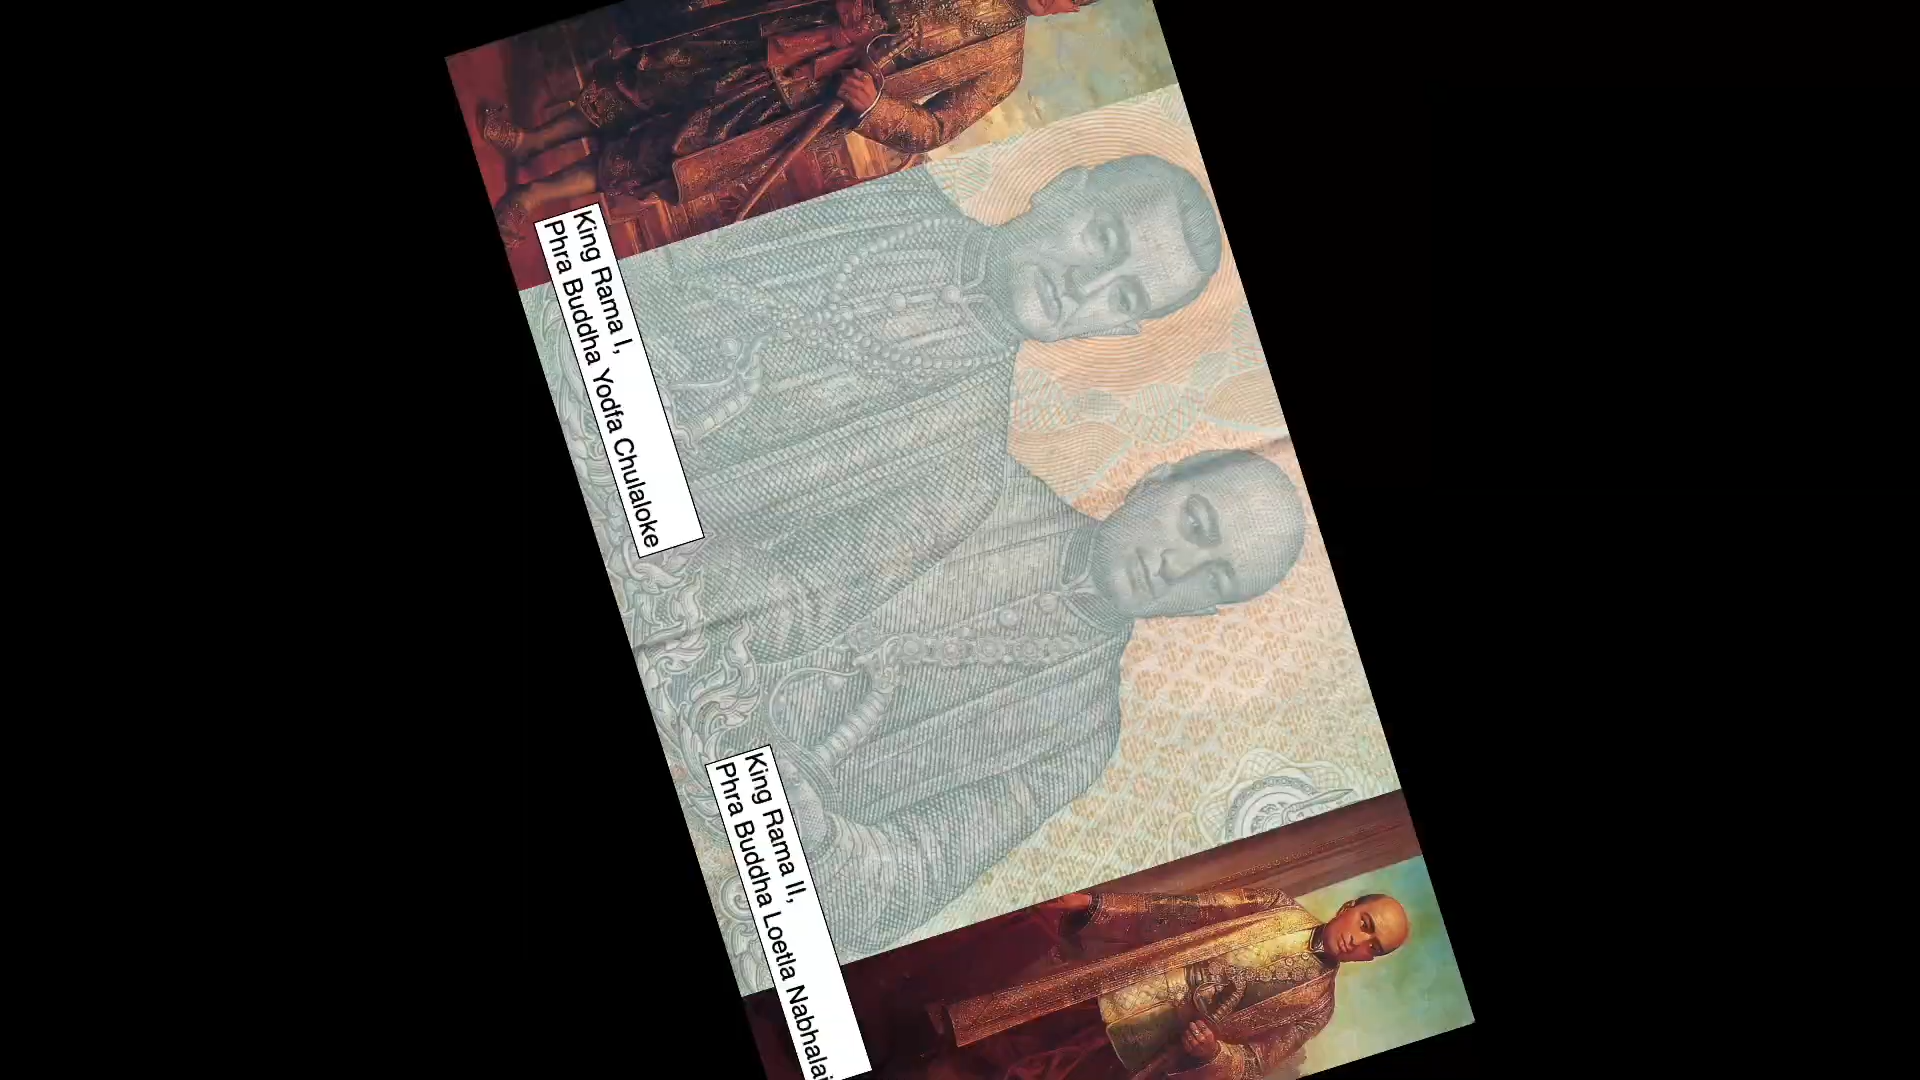 King Rama I,
Phra Buddha Yodfa Chulaloke
King Rama II,
Phra Buddha Loetla Nabhalai